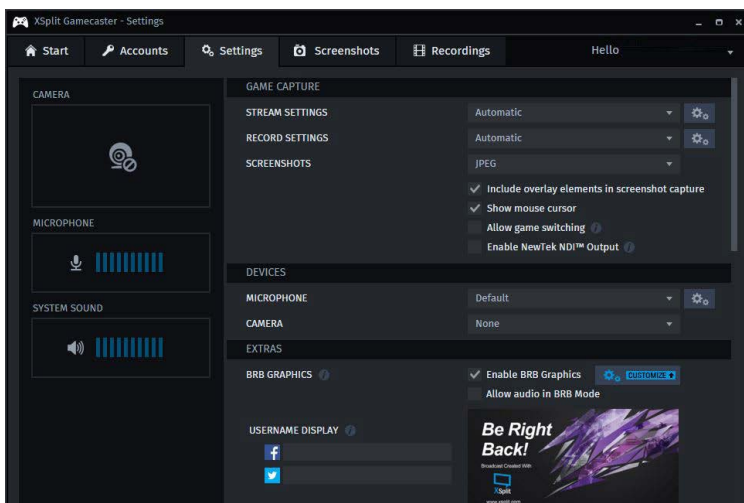 XSplit Gamecaster - Settings
Start
Accounts
Settings
Screenshots
Recordings
Hello
CAMERA
MICROPHONE
SYSTEM SOUND
GAME CAPTURE
STREAM SETTINGS
Automatic
RECORD SETTINGS
Automatic
SCREENSHOTS
JPEG
Include overlay elements in screenshot capture
Show mouse cursor
Allow game switching
Enable NewTek NDI™ Output
DEVICES
MICROPHONE
Default
CAMERA
None
EXTRAS
BRB GRAPHICS
Enable BRB Graphics
CUSTOMIZE
Allow audio in BRB Mode
USERNAME DISPLAY
Be Right
Back!
Broadcast Created With
XSplit
www.xsplit.com